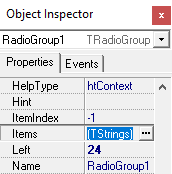 Object Inspector
RadioGroup1 TRadioGroup
Properties Events
HelpType htContext
Hint
ItemIndex -1
Items (TStrings) ...
Left 24
Name RadioGroup1